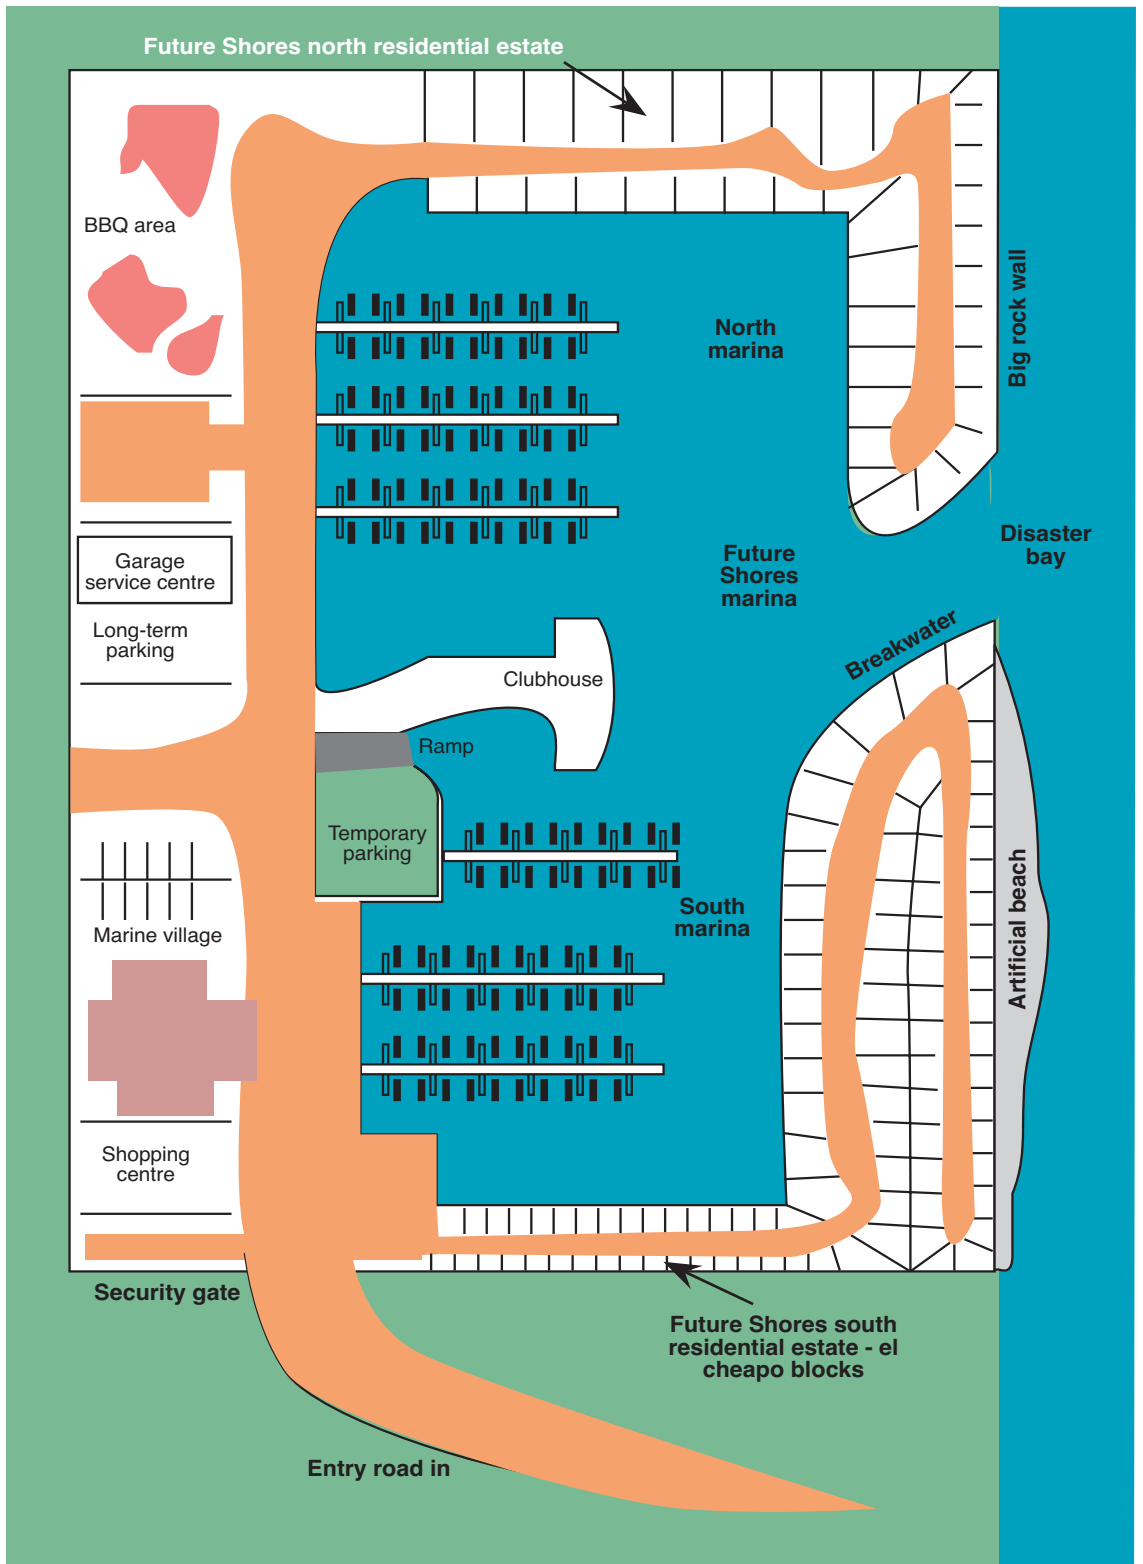 Future Shores north residential estate
BBQ area
North
marina
Big rock wall
Garage
service centre
Long-term
parking
Future
Shores
marina
Disaster
bay
Breakwater
Clubhouse
Ramp
Temporary
parking
South
marina
Artificial beach
Marine village
Shopping
centre
Security gate
Future Shores south
residential estate - el
cheapo blocks
Entry road in